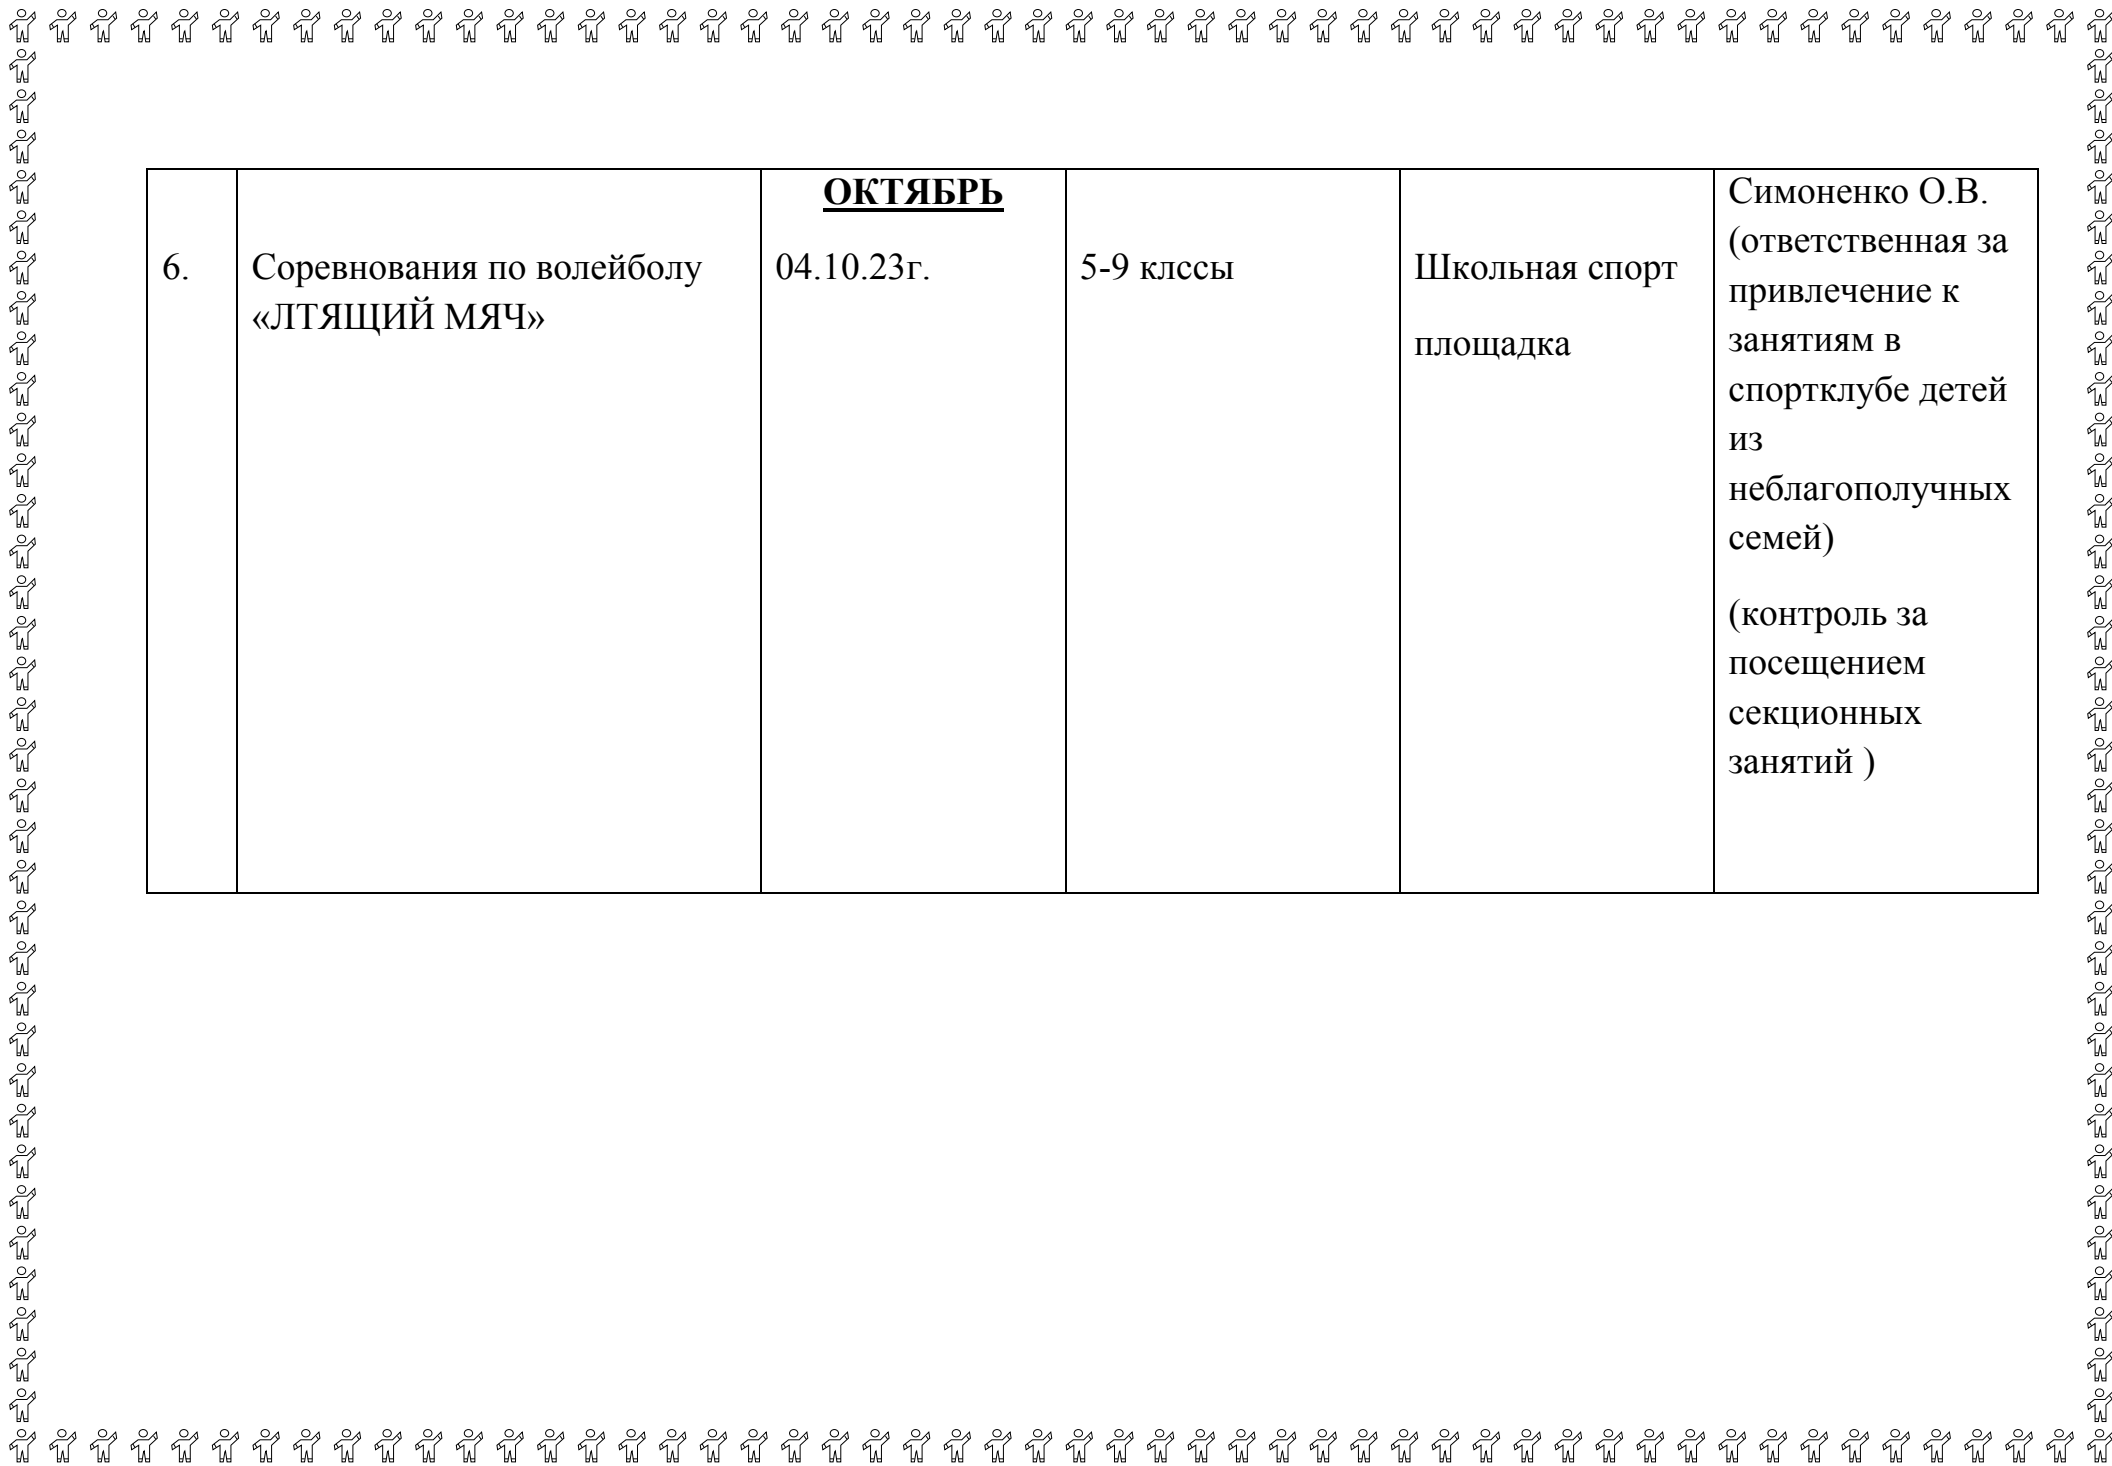 ОКТЯБРЬ
6.
Соревнования по волейболу
«ЛТЯЩИЙ МЯЧ»
04.10.23г.
5-9 клссы
Школьная спорт
площадка
Симоненко О.В.
(ответственная за
привлечение к
занятиям в
спортклубе детей
из
неблагополучных
семей)
(контроль за
посещением
секционных
занятий )